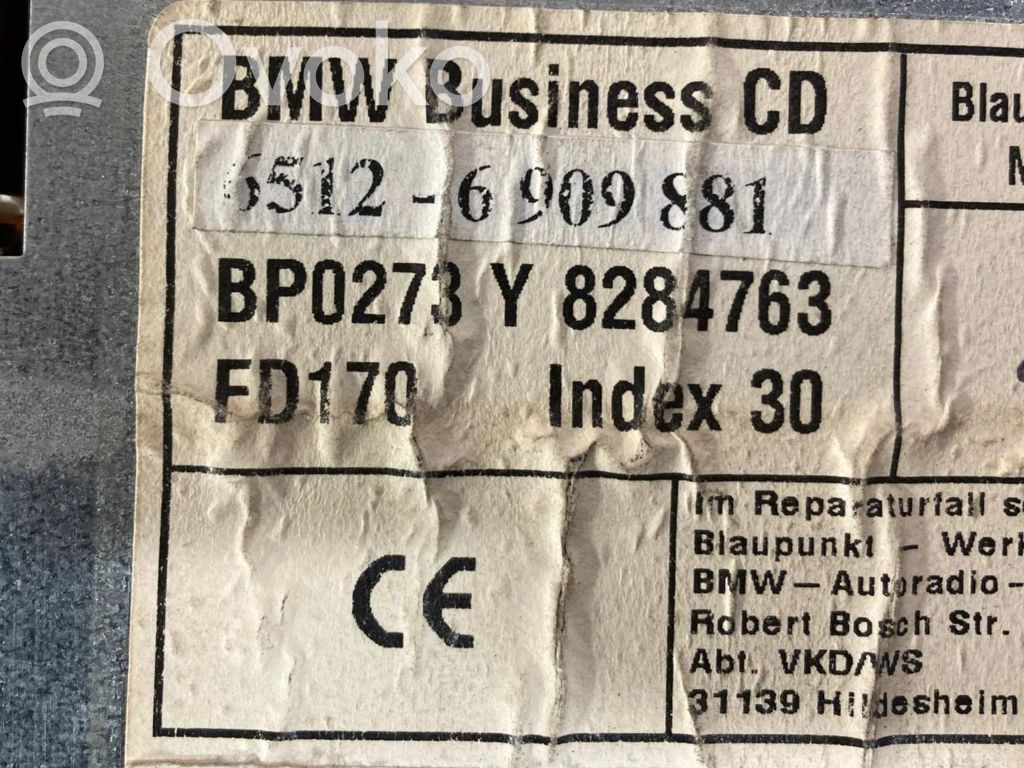 Ovoko
BMW Business CD
Blau
M
6512-6 909 881
BP0273 Y 8284763
FD170 Index 30
CE
Im Reparaturfall s
Blaupunkt - Werk
BMW-Autoradio-
Robert Bosch Str.
Abt. VKD/WS
31139 Hildesheim